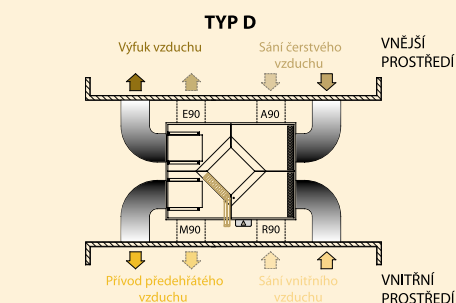 TYP D
Výfuk vzduchu
Sání čerstvého
vzduchu
VNĚJŠÍ
PROSTŘEDÍ
E90
A90
M90
R90
Přívod předehřátého
vzduchu
Sání vnitřního
vzduchu
VNITŘNÍ
PROSTŘEDÍ